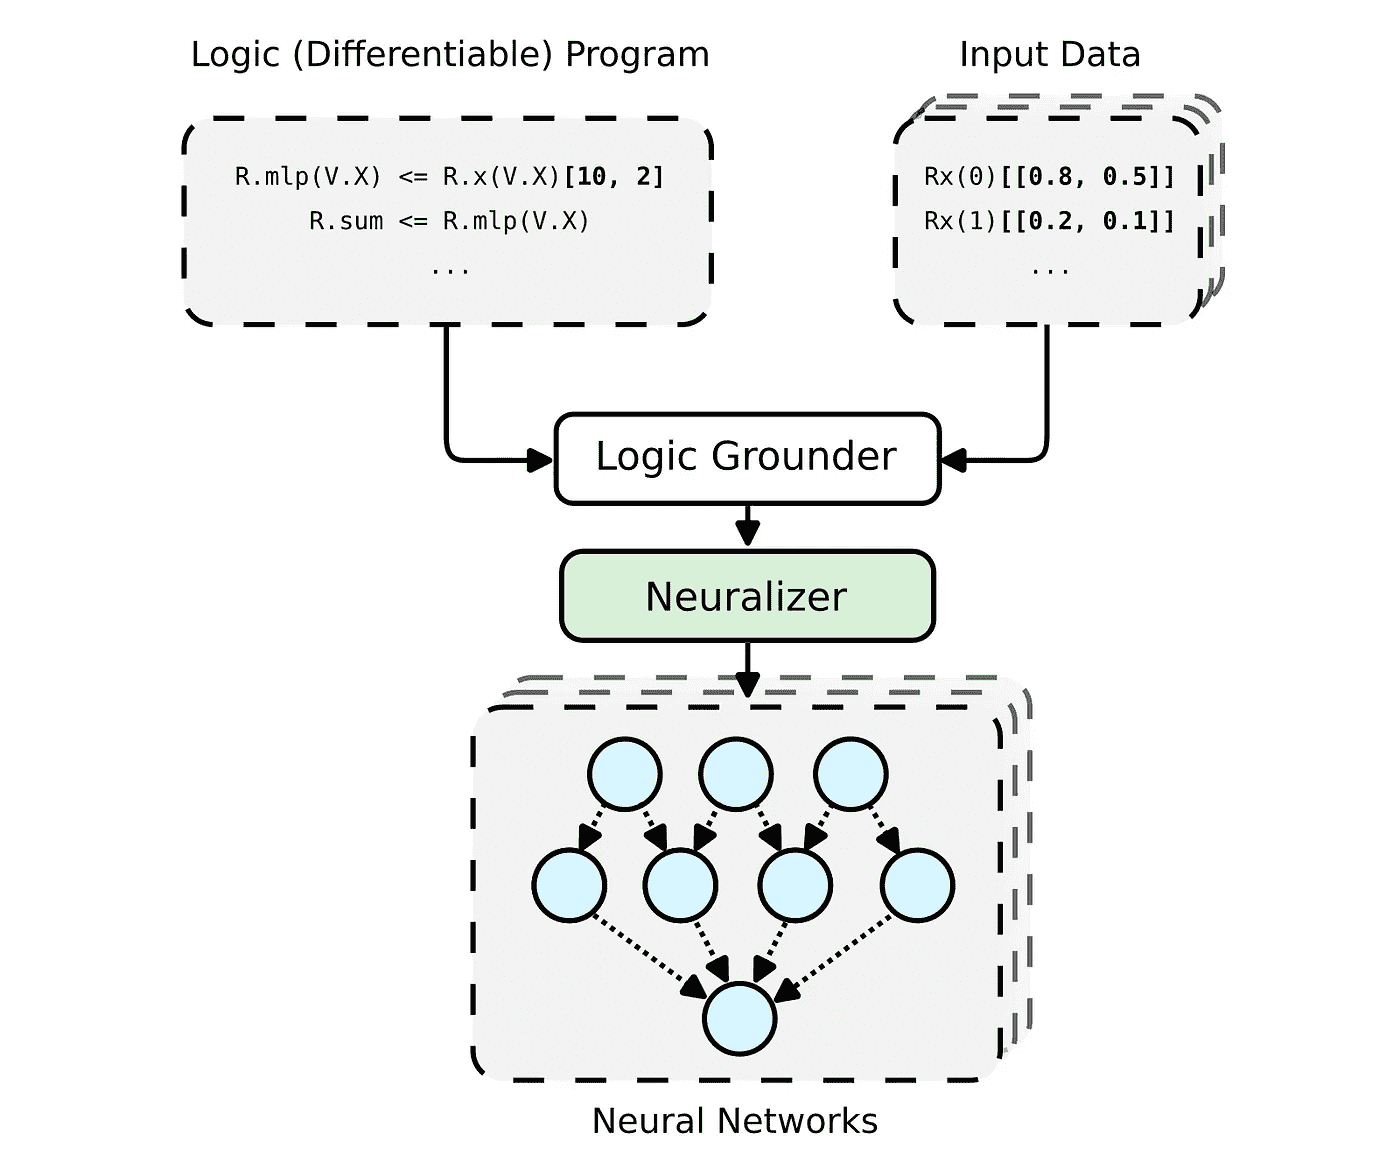 Logic (Differentiable) Program
Input Data
R.mlp(V.X) <= R.x(V.X)[10, 2]
R.sum <= R.mlp(V.X)
...
Rx(0)[[0.8, 0.5]]
Rx(1)[[0.2, 0.1]]
...
Logic Grounder
Neuralizer
Neural Networks